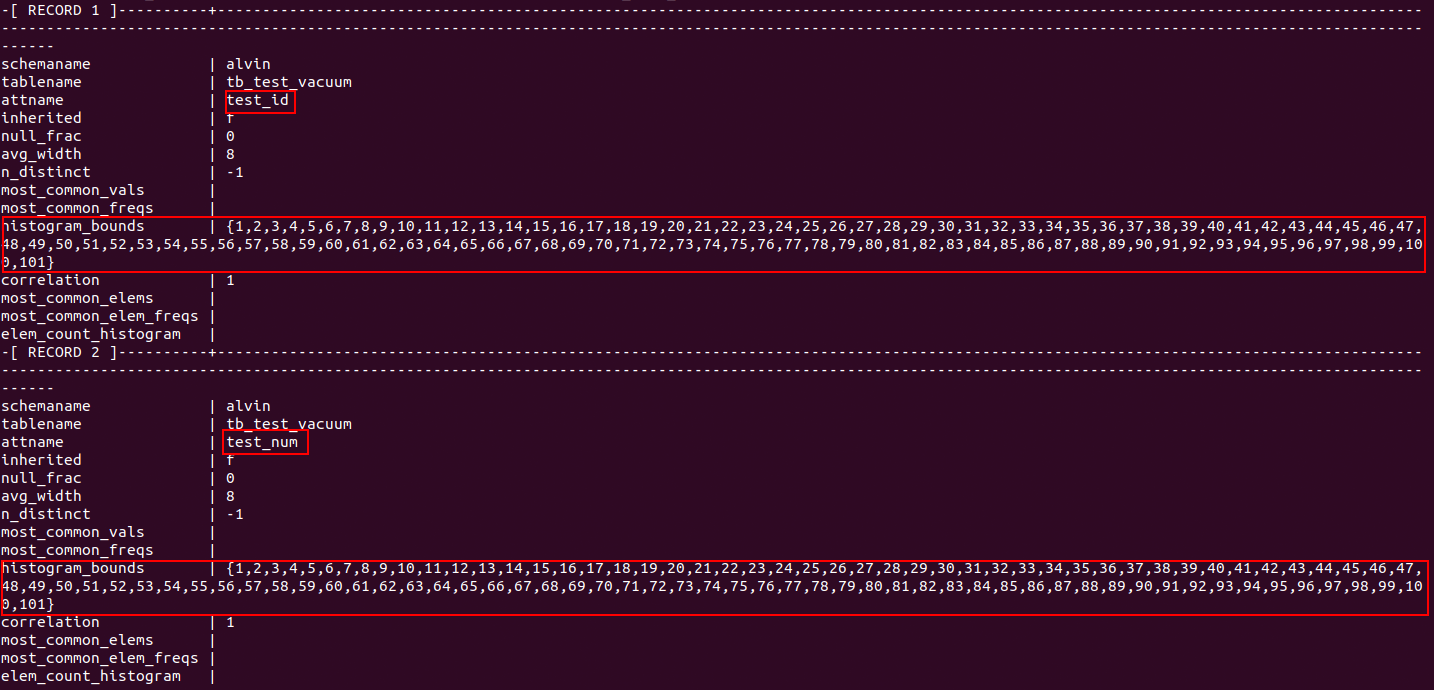 -[ RECORD 1 ]----------+--------------------------------------------------------------------------------------------------------------------------------------
--------------------------------------------------------------------------------------------------------------------------------------------------------------
------
schemaname             | alvin
tablename              | tb_test_vacuum
attname                | test_id
inherited              | f
null_frac              | 0
avg_width              | 8
n_distinct             | -1
most_common_vals       |
most_common_freqs      |
histogram_bounds       | {1,2,3,4,5,6,7,8,9,10,11,12,13,14,15,16,17,18,19,20,21,22,23,24,25,26,27,28,29,30,31,32,33,34,35,36,37,38,39,40,41,42,43,44,45,46,47,
48,49,50,51,52,53,54,55,56,57,58,59,60,61,62,63,64,65,66,67,68,69,70,71,72,73,74,75,76,77,78,79,80,81,82,83,84,85,86,87,88,89,90,91,92,93,94,95,96,97,98,99,10
0,101}
correlation            | 1
most_common_elems      |
most_common_elem_freqs |
elem_count_histogram   |
-[ RECORD 2 ]----------+--------------------------------------------------------------------------------------------------------------------------------------
--------------------------------------------------------------------------------------------------------------------------------------------------------------
------
schemaname             | alvin
tablename              | tb_test_vacuum
attname                | test_num
inherited              | f
null_frac              | 0
avg_width              | 8
n_distinct             | -1
most_common_vals       |
most_common_freqs      |
histogram_bounds       | {1,2,3,4,5,6,7,8,9,10,11,12,13,14,15,16,17,18,19,20,21,22,23,24,25,26,27,28,29,30,31,32,33,34,35,36,37,38,39,40,41,42,43,44,45,46,47,
48,49,50,51,52,53,54,55,56,57,58,59,60,61,62,63,64,65,66,67,68,69,70,71,72,73,74,75,76,77,78,79,80,81,82,83,84,85,86,87,88,89,90,91,92,93,94,95,96,97,98,99,10
0,101}
correlation            | 1
most_common_elems      |
most_common_elem_freqs |
elem_count_histogram   |